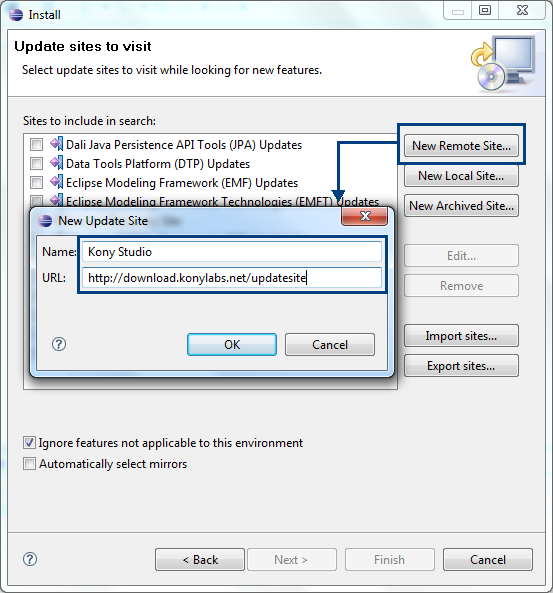 Install
Update sites to visit
Select update sites to visit while looking for new features.
Sites to include in search:
Dali Java Persistence API Tools (JPA) Updates
Data Tools Platform (DTP) Updates
Eclipse Modeling Framework (EMF) Updates
Eclipse Modeling Framework Technologies (EMFT) Updates
New Remote Site...
New Local Site...
New Archived Site...
Edit...
Remove
Import sites...
Export sites...
New Update Site
Name: Kony Studio
URL: http://download.konylabs.net/updatesite
? OK Cancel
Ignore features not applicable to this environment
Automatically select mirrors
? < Back Next > Finish Cancel